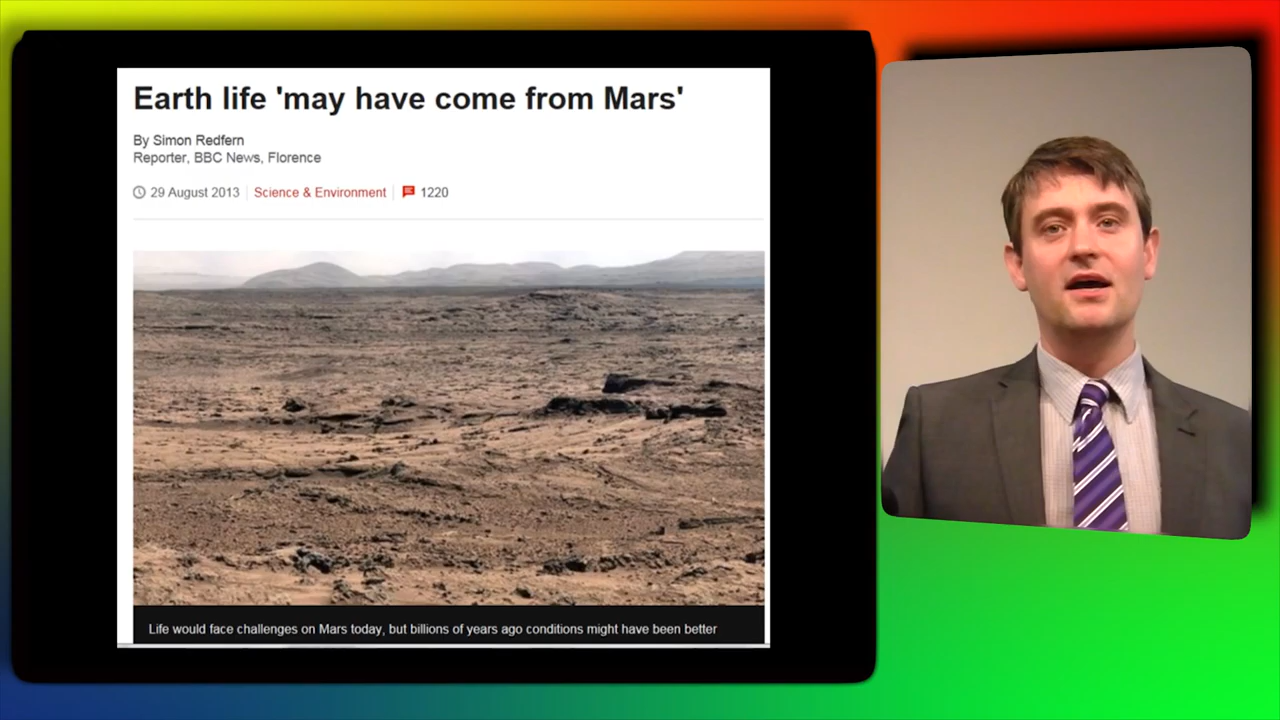 Earth life 'may have come from Mars'
By Simon Redfern
Reporter, BBC News, Florence
29 August 2013 Science & Environment 1220
Life would face challenges on Mars today, but billions of years ago conditions might have been better